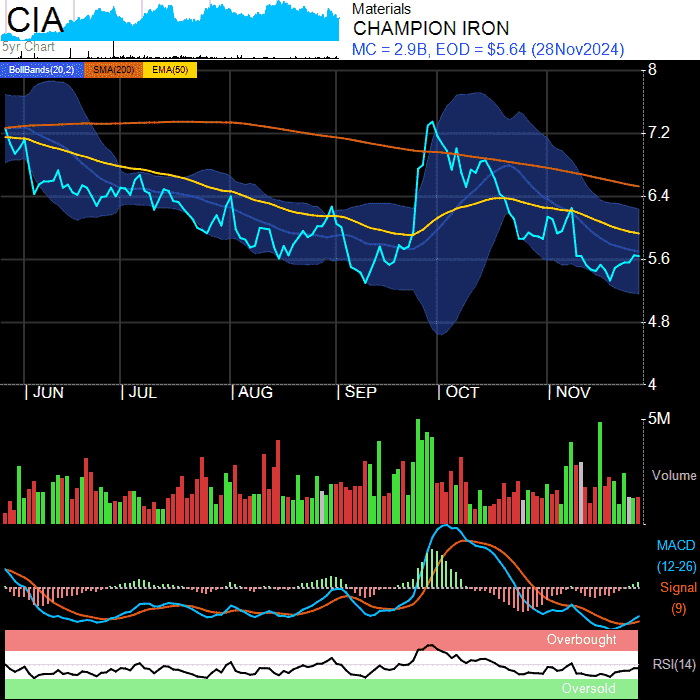 CIA
5yr Chart
Materials
CHAMPION IRON
MC = 2.9B, EOD = $5.64 (28Nov2024)
BollBands(20,2) SMA(200) EMA(50)
8
7.2
6.4
5.6
4.8
4
JUN JUL AUG SEP OCT NOV
5M
Volume
MACD
(12-26)
Signal
(9)
Overbought
RSI(14)
Oversold